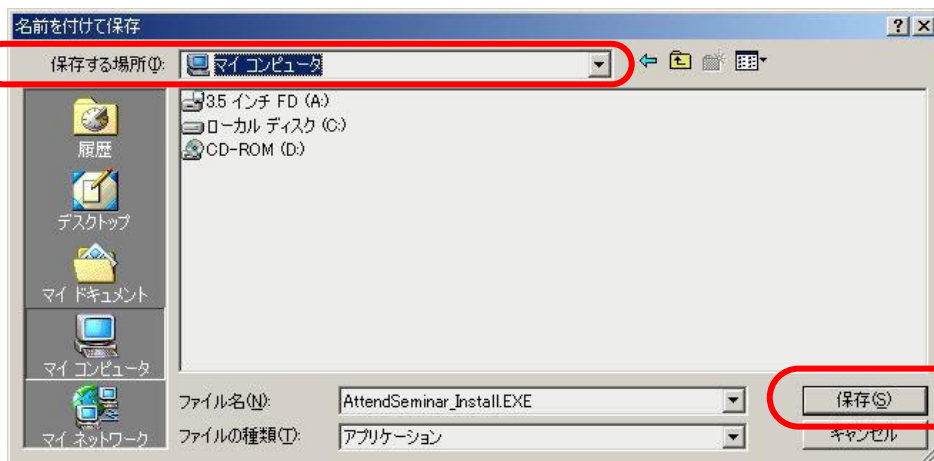 名前を付けて保存
保存する場所(I):
マイ コンピュータ
3.5 インチ FD (A:)
ローカル ディスク (C:)
CD-ROM (D:)
履歴
デスクトップ
マイ ドキュメント
マイ コンピュータ
マイ ネットワーク
ファイル名(N): AttendSeminar_Install.EXE 保存(S)
ファイルの種類(T): アプリケーション キャンセル